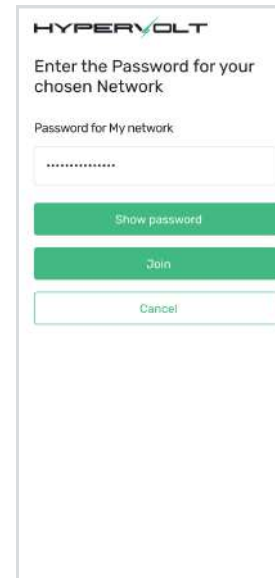 HYPERVOLT
Enter the Password for your
chosen Network
Password for My network
•••••••••••••••
Show password
Join
Cancel